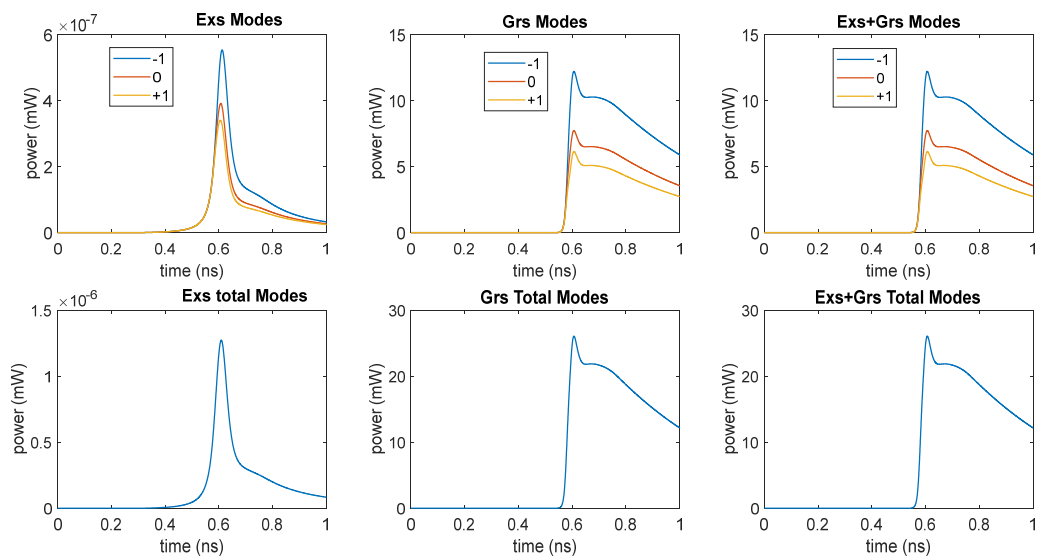 Exs Modes
×10-7
6
4
2
0
power (mW)
-1
0
+1
0 0.2 0.4 0.6 0.8 1
time (ns)
Grs Modes
15
10
5
0
power (mW)
-1
0
+1
0 0.2 0.4 0.6 0.8 1
time (ns)
Exs+Grs Modes
15
10
5
0
power (mW)
-1
0
+1
0 0.2 0.4 0.6 0.8 1
time (ns)
Exs total Modes
×10-6
1.5
1
0.5
0
power (mW)
0 0.2 0.4 0.6 0.8 1
time (ns)
Grs Total Modes
30
20
10
0
power (mW)
0 0.2 0.4 0.6 0.8 1
time (ns)
Exs+Grs Total Modes
30
20
10
0
power (mW)
0 0.2 0.4 0.6 0.8 1
time (ns)